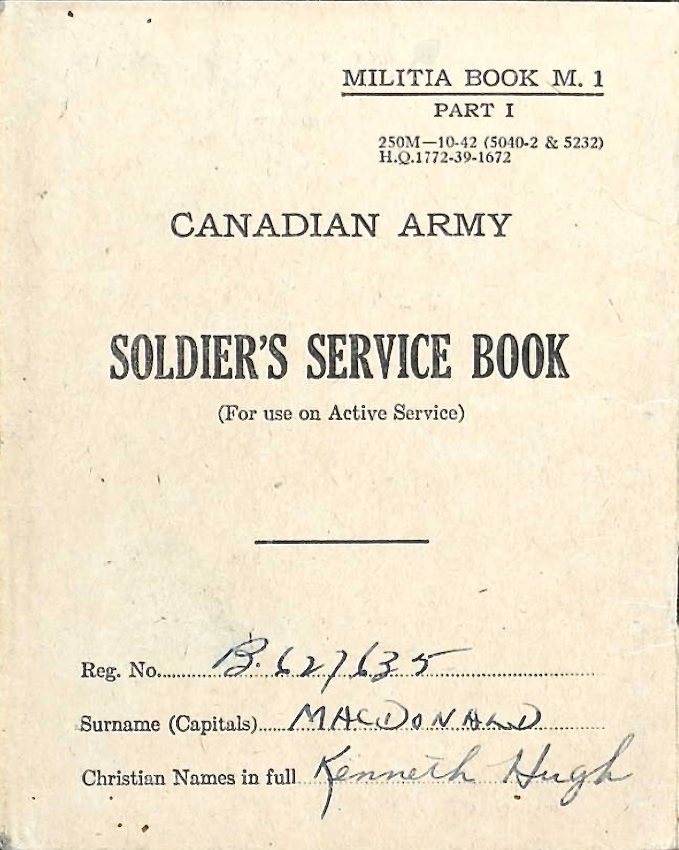 MILITIA BOOK M. 1
PART I
250M—10-42 (5040-2 & 5232)
H.Q.1772-39-1672
CANADIAN ARMY
SOLDIER'S SERVICE BOOK
(For use on Active Service)
Reg. No. B. 627635
Surname (Capitals) MACDONALD
Christian Names in full Kenneth Hugh